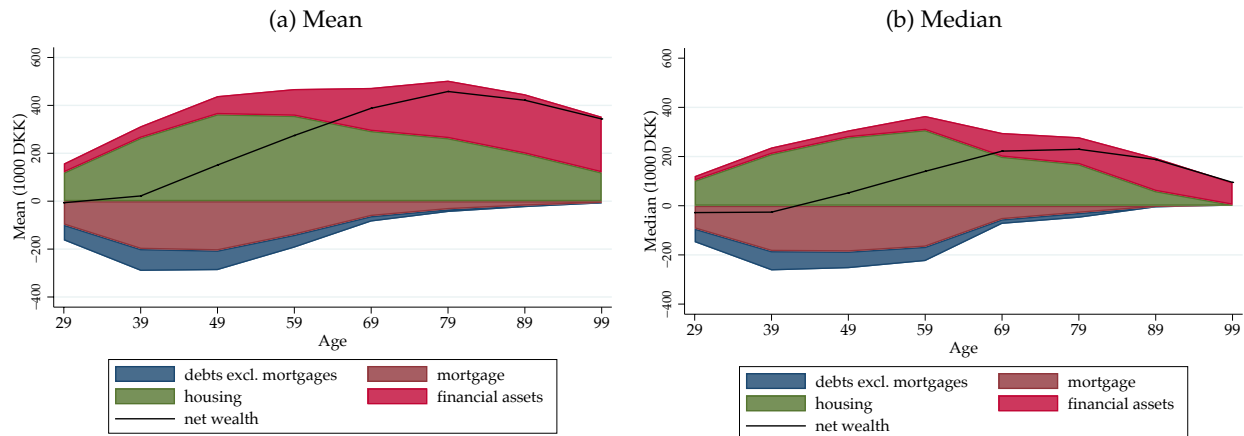 (a) Mean
Mean (1000 DKK)
600
400
200
0
−200
−400
29 39 49 59 69 79 89 99
Age
debts excl. mortgages mortgage
housing financial assets
net wealth
(b) Median
Median (1000 DKK)
600
400
200
0
−200
−400
29 39 49 59 69 79 89 99
Age
debts excl. mortgages mortgage
housing financial assets
net wealth